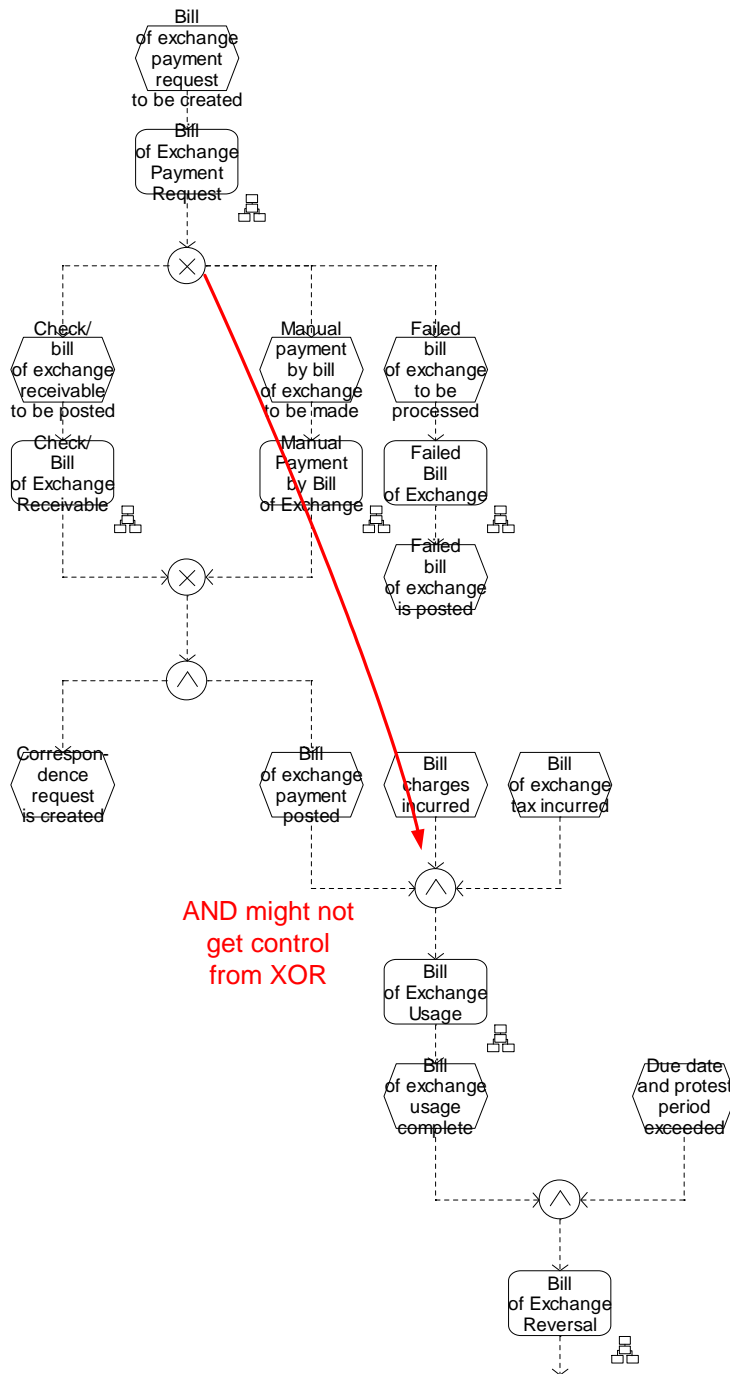 Bill
of exchange
payment
request
to be created
Bill
of Exchange
Payment
Request
Check/
bill
of exchange
receivable
to be posted
Manual
payment
by bill
of exchange
to be made
Failed
bill
of exchange
to be
processed
Check/
Bill
of Exchange
Receivable
Manual
Payment
by Bill
of Exchange
Failed
Bill
of Exchange
Failed
bill
of exchange
is posted
Correspon-
dence
request
is created
Bill
of exchange
payment
posted
Bill
charges
incurred
Bill
of exchange
tax incurred
AND might not
get control
from XOR
Bill
of Exchange
Usage
Bill
of exchange
usage
complete
Due date
and protest
period
exceeded
Bill
of Exchange
Reversal